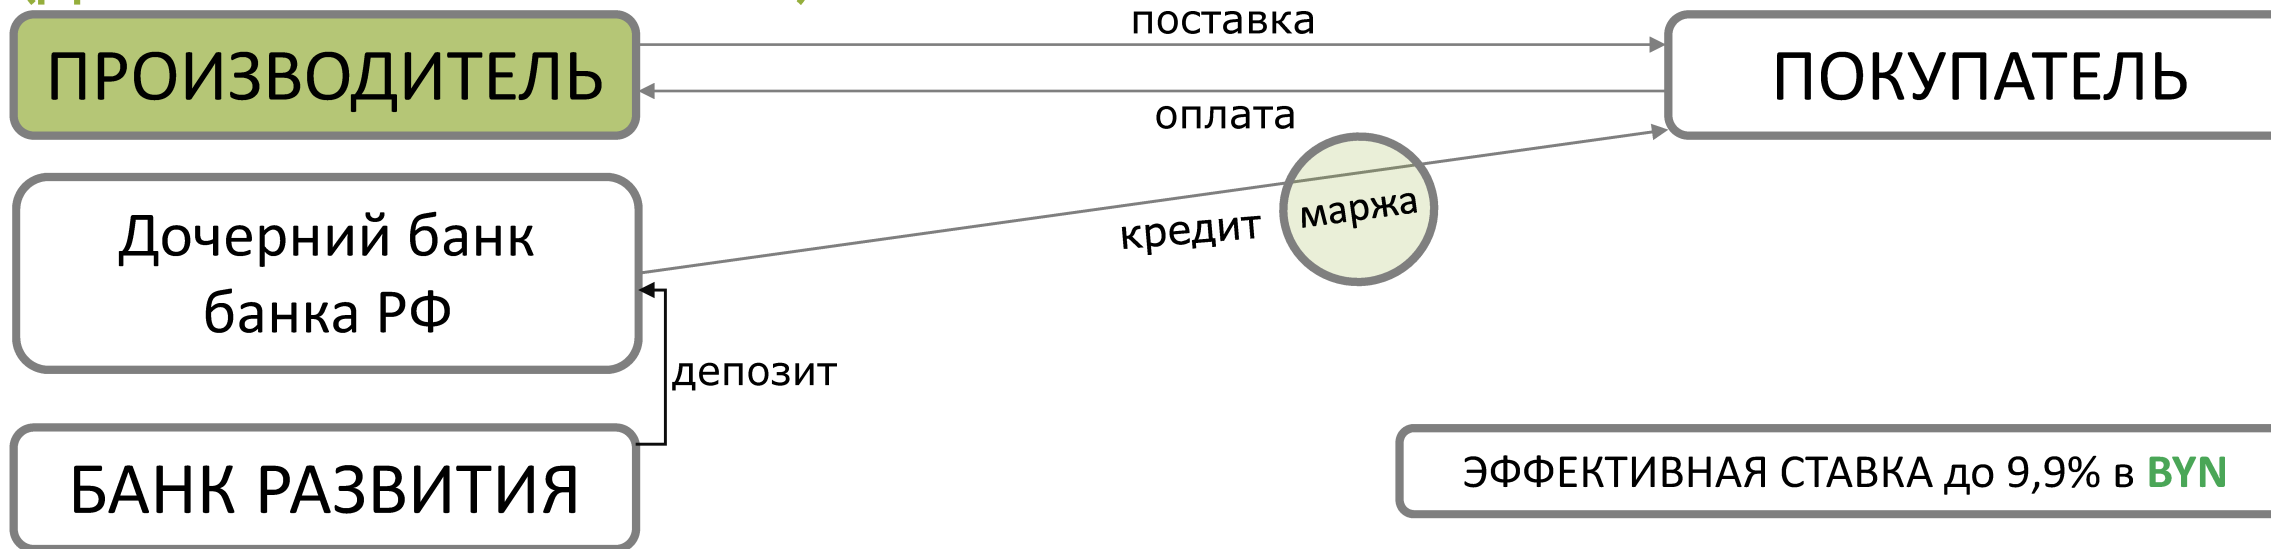 поставка
ПРОИЗВОДИТЕЛЬ
ПОКУПАТЕЛЬ
оплата
маржа
кредит
Дочерний банк
банка РФ
депозит
БАНК РАЗВИТИЯ
ЭФФЕКТИВНАЯ СТАВКА до 9,9% в BYN